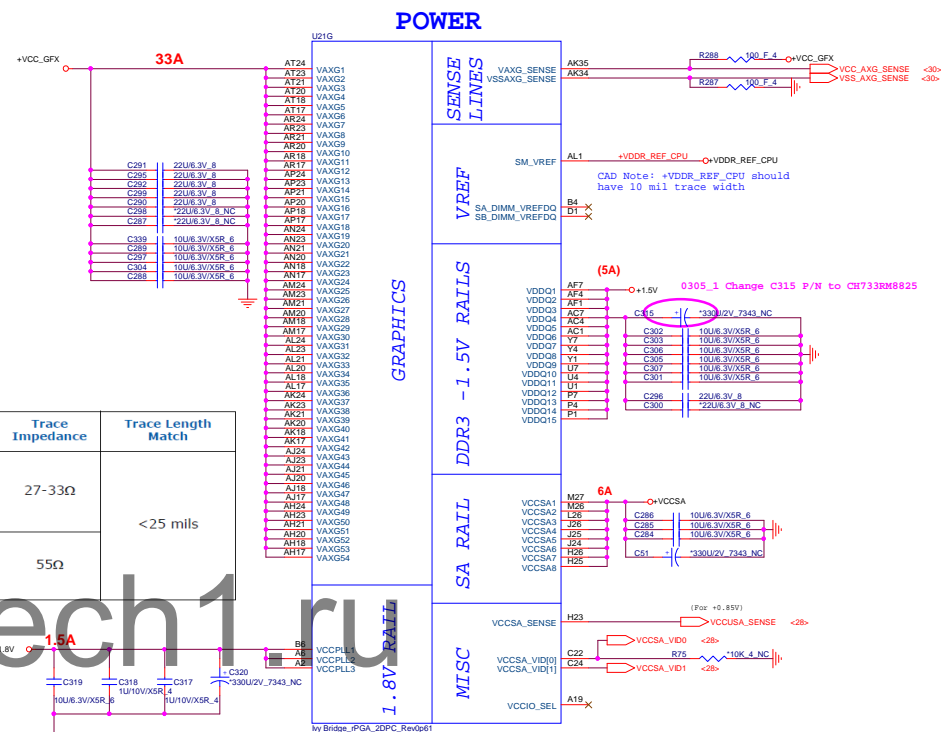 POWER
U21G
+VCC_GFX
33A
AT24 VAXG1
AT23 VAXG2
AT21 VAXG3
AT20 VAXG4
AT18 VAXG5
AT17 VAXG6
AR24 VAXG7
AR23 VAXG8
AR21 VAXG9
AR20 VAXG10
AR18 VAXG11
AR17 VAXG12
AP24 VAXG13
AP23 VAXG14
AP21 VAXG15
AP20 VAXG16
AP18 VAXG17
AP17 VAXG18
AN24 VAXG19
AN23 VAXG20
AN21 VAXG21
AN20 VAXG22
AN18 VAXG23
AN17 VAXG24
AM24 VAXG25
AM23 VAXG26
AM21 VAXG27
AM20 VAXG28
AM18 VAXG29
AM17 VAXG30
AL24 VAXG31
AL23 VAXG32
AL21 VAXG33
AL20 VAXG34
AL18 VAXG35
AL17 VAXG36
AK24 VAXG37
AK23 VAXG38
AK21 VAXG39
AK20 VAXG40
AK18 VAXG41
AK17 VAXG42
AJ24 VAXG43
AJ23 VAXG44
AJ21 VAXG45
AJ20 VAXG46
AJ18 VAXG47
AJ17 VAXG48
AH24 VAXG49
AH23 VAXG50
AH21 VAXG51
AH20 VAXG52
AH18 VAXG53
AH17 VAXG54
C291 22U/6.3V_8
C295 22U/6.3V_8
C292 22U/6.3V_8
C299 22U/6.3V_8
C290 22U/6.3V_8
C298 *22U/6.3V_8_NC
C287 *22U/6.3V_8_NC
C339 10U/6.3V/X5R_6
C289 10U/6.3V/X5R_6
C297 10U/6.3V/X5R_6
C304 10U/6.3V/X5R_6
C288 10U/6.3V/X5R_6
GRAPHICS
SENSE LINES
VREF
DDR3 -1.5V RAILS
SA RAIL
MISC
1.8V RAIL
VAXG_SENSE AK35
VSSAXG_SENSE AK34
R288 100_F_4 +VCC_GFX
VCC_AXG_SENSE <30>
VSS_AXG_SENSE <30>
R287 100_F_4
SM_VREF AL1 +VDDR_REF_CPU +VDDR_REF_CPU
CAD Note: +VDDR_REF_CPU should
have 10 mil trace width
SA_DIMM_VREFDQ B4
SB_DIMM_VREFDQ D1
(5A)
+1.5V
0305_1 Change C315 P/N to CH733RM8825
VDDQ1 AF7
VDDQ2 AF4
VDDQ3 AF1
VDDQ4 AC7
VDDQ5 AC4
VDDQ6 AC1
VDDQ7 Y7
VDDQ8 Y4
VDDQ9 Y1
VDDQ10 U7
VDDQ11 U4
VDDQ12 U1
VDDQ13 P7
VDDQ14 P4
VDDQ15 P1
C315 + *330U/2V_7343_NC
C302 10U/6.3V/X5R_6
C303 10U/6.3V/X5R_6
C306 10U/6.3V/X5R_6
C305 10U/6.3V/X5R_6
C307 10U/6.3V/X5R_6
C301 10U/6.3V/X5R_6
C296 22U/6.3V_8
C300 *22U/6.3V_8_NC
6A
+VCCSA
VCCSA1 M27
VCCSA2 M26
VCCSA3 L26
VCCSA4 J26
VCCSA5 J25
VCCSA6 J24
VCCSA7 H26
VCCSA8 H25
C286 10U/6.3V/X5R_6
C285 10U/6.3V/X5R_6
C284 10U/6.3V/X5R_6
C51 + *330U/2V_7343_NC
(For +0.85V)
VCCSA_SENSE H23 VCCUSA_SENSE <28>
VCCSA_VID0 <28>
VCCSA_VID[0] C22
VCCSA_VID[1] C24
R75 *10K_4_NC
VCCSA_VID1 <28>
VCCIO_SEL A19
Trace Impedance
Trace Length Match
27-33Ω
<25 mils
55Ω
ech1.ru
1.5A
B6 VCCPLL1
A6 VCCPLL2
A2 VCCPLL3
C319
10U/6.3V/X5R_6
C318
1U/10V/X5R_4
C317
1U/10V/X5R_4
+ C320
*330U/2V_7343_NC
Ivy Bridge_rPGA_2DPC_Rev0p61